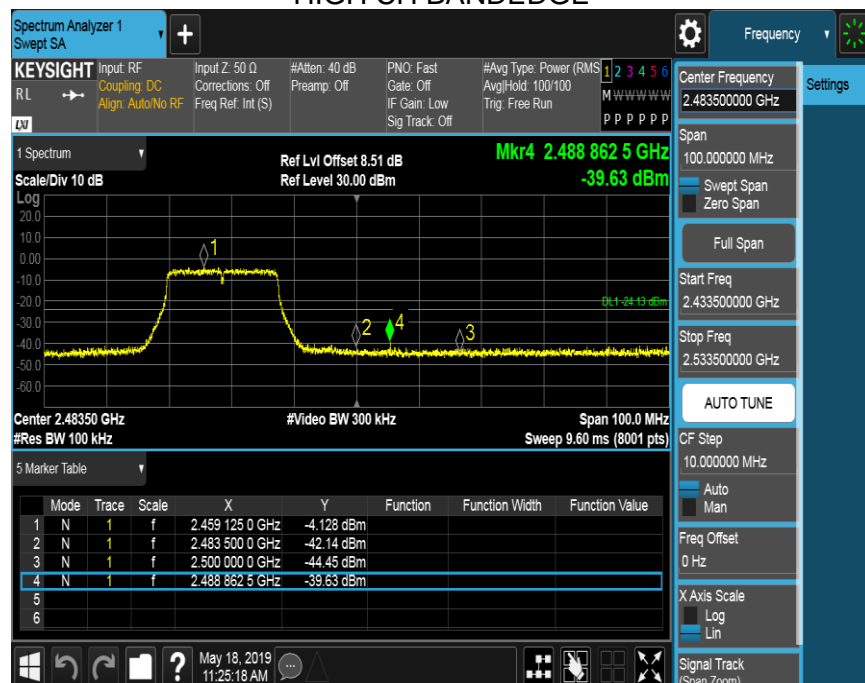 HIGH CH BANDEDGE
Spectrum Analyzer 1
Swept SA
+
Frequency
KEYSIGHT
RL
LXI
Input: RF
Coupling: DC
Align: Auto/No RF
Input Z: 50 Ω
Corrections: Off
Freq Ref: Int (S)
#Atten: 40 dB
Preamp: Off
PNO: Fast
Gate: Off
IF Gain: Low
Sig Track: Off
#Avg Type: Power (RMS
Avg|Hold: 100/100
Trig: Free Run
1 2 3 4 5 6
M W W W W W
P P P P P P
Center Frequency
2.483500000 GHz
Settings
Span
100.000000 MHz
Swept Span
Zero Span
Full Span
Start Freq
2.433500000 GHz
Stop Freq
2.533500000 GHz
AUTO TUNE
CF Step
10.000000 MHz
Auto
Man
Freq Offset
0 Hz
X Axis Scale
Log
Lin
Signal Track
(Span Zoom)
1 Spectrum
Scale/Div 10 dB
Ref Lvl Offset 8.51 dB
Ref Level 30.00 dBm
Mkr4 2.488 862 5 GHz
-39.63 dBm
Log
20.0
10.0
0.00
-10.0
-20.0
-30.0
-40.0
-50.0
-60.0
1
2
4
3
DL1 -24.13 dBm
Center 2.48350 GHz
#Video BW 300 kHz
Span 100.0 MHz
#Res BW 100 kHz
Sweep 9.60 ms (8001 pts)
5 Marker Table
Mode Trace Scale X Y Function Function Width Function Value
1 N 1 f 2.459 125 0 GHz -4.128 dBm
2 N 1 f 2.483 500 0 GHz -42.14 dBm
3 N 1 f 2.500 000 0 GHz -44.45 dBm
4 N 1 f 2.488 862 5 GHz -39.63 dBm
5
6
?
May 18, 2019
11:25:18 AM